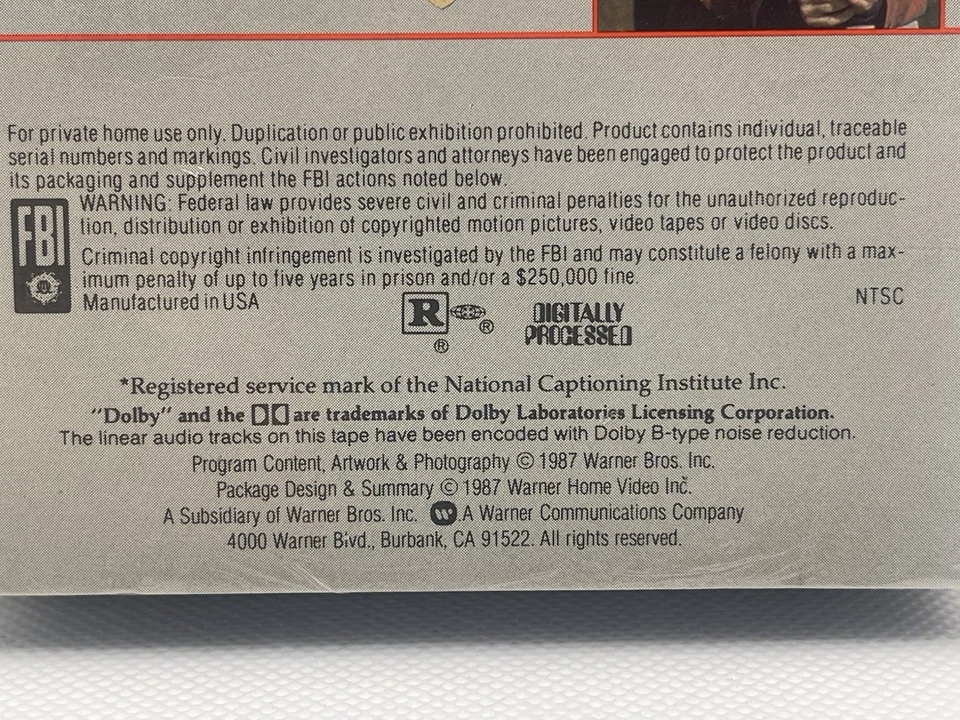 For private home use only. Duplication or public exhibition prohibited. Product contains individual, traceable
serial numbers and markings. Civil investigators and attorneys have been engaged to protect the product and
its packaging and supplement the FBI actions noted below.
FBI
WARNING: Federal law provides severe civil and criminal penalties for the unauthorized reproduc-
tion, distribution or exhibition of copyrighted motion pictures, video tapes or video discs.
Criminal copyright infringement is investigated by the FBI and may constitute a felony with a max-
imum penalty of up to five years in prison and/or a $250,000 fine.
Manufactured in USA
NTSC
R ® ®
DIGITALLY
PROCESSED
*Registered service mark of the National Captioning Institute Inc.
"Dolby" and the are trademarks of Dolby Laboratories Licensing Corporation.
The linear audio tracks on this tape have been encoded with Dolby B-type noise reduction.
Program Content, Artwork & Photography © 1987 Warner Bros. Inc.
Package Design & Summary © 1987 Warner Home Video Inc.
A Subsidiary of Warner Bros. Inc. A Warner Communications Company
4000 Warner Blvd., Burbank, CA 91522. All rights reserved.